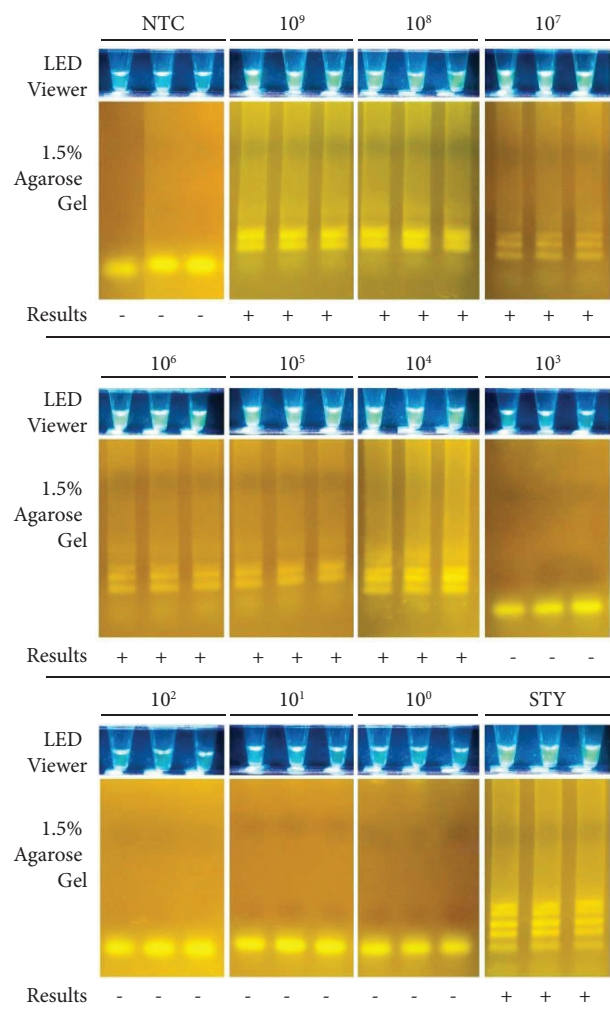 NTC 10⁹ 10⁸ 10⁷
LED
Viewer
1.5%
Agarose
Gel
Results - - - + + + + + + + + +
10⁶ 10⁵ 10⁴ 10³
LED
Viewer
1.5%
Agarose
Gel
Results + + + + + + + + + - - -
10² 10¹ 10⁰ STY
LED
Viewer
1.5%
Agarose
Gel
Results - - - - - - - - - + + +